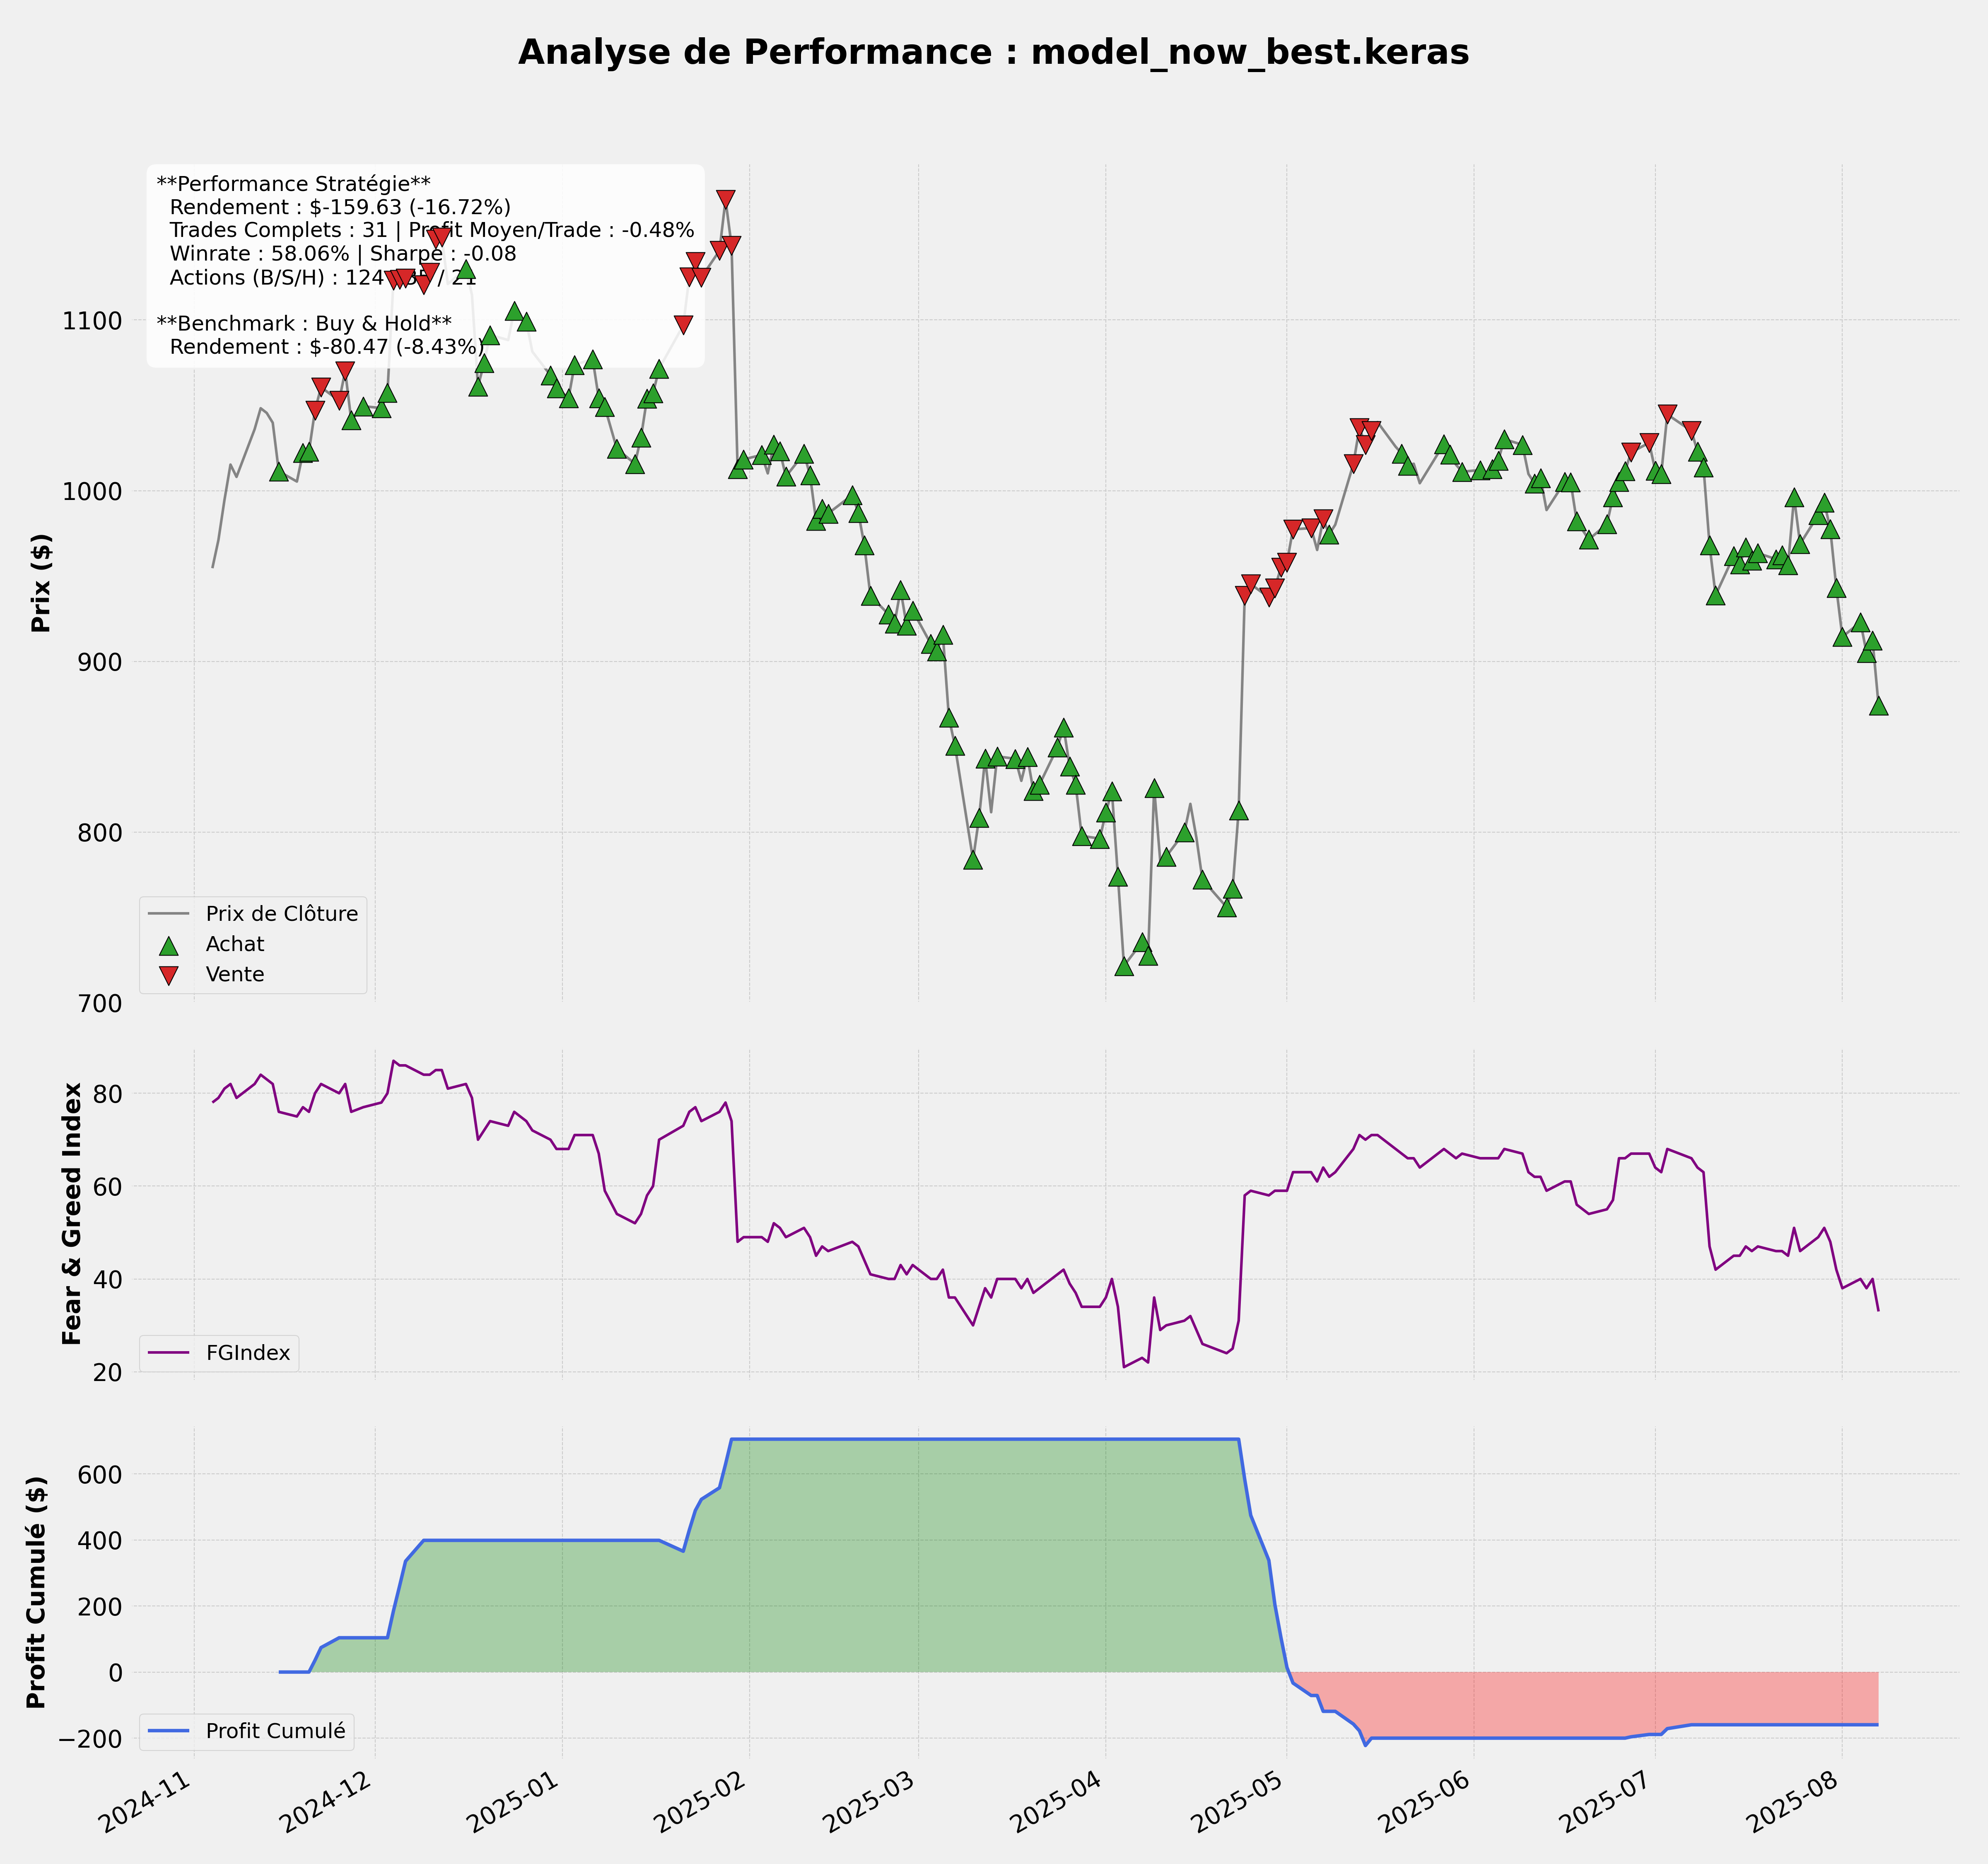 Analyse de Performance : model_now_best.keras
**Performance Stratégie**
Rendement : $-159.63 (-16.72%)
Trades Complets : 31 | Profit Moyen/Trade : -0.48%
Winrate : 58.06% | Sharpe : -0.08
Actions (B/S/H) : 124 / / 21
**Benchmark : Buy & Hold**
Rendement : $-80.47 (-8.43%)
Prix ($)
1100
1000
900
800
700
Prix de Clôture
Achat
Vente
Fear & Greed Index
80
60
40
20
FGIndex
Profit Cumulé ($)
600
400
200
0
−200
Profit Cumulé
2024-11
2024-12
2025-01
2025-02
2025-03
2025-04
2025-05
2025-06
2025-07
2025-08